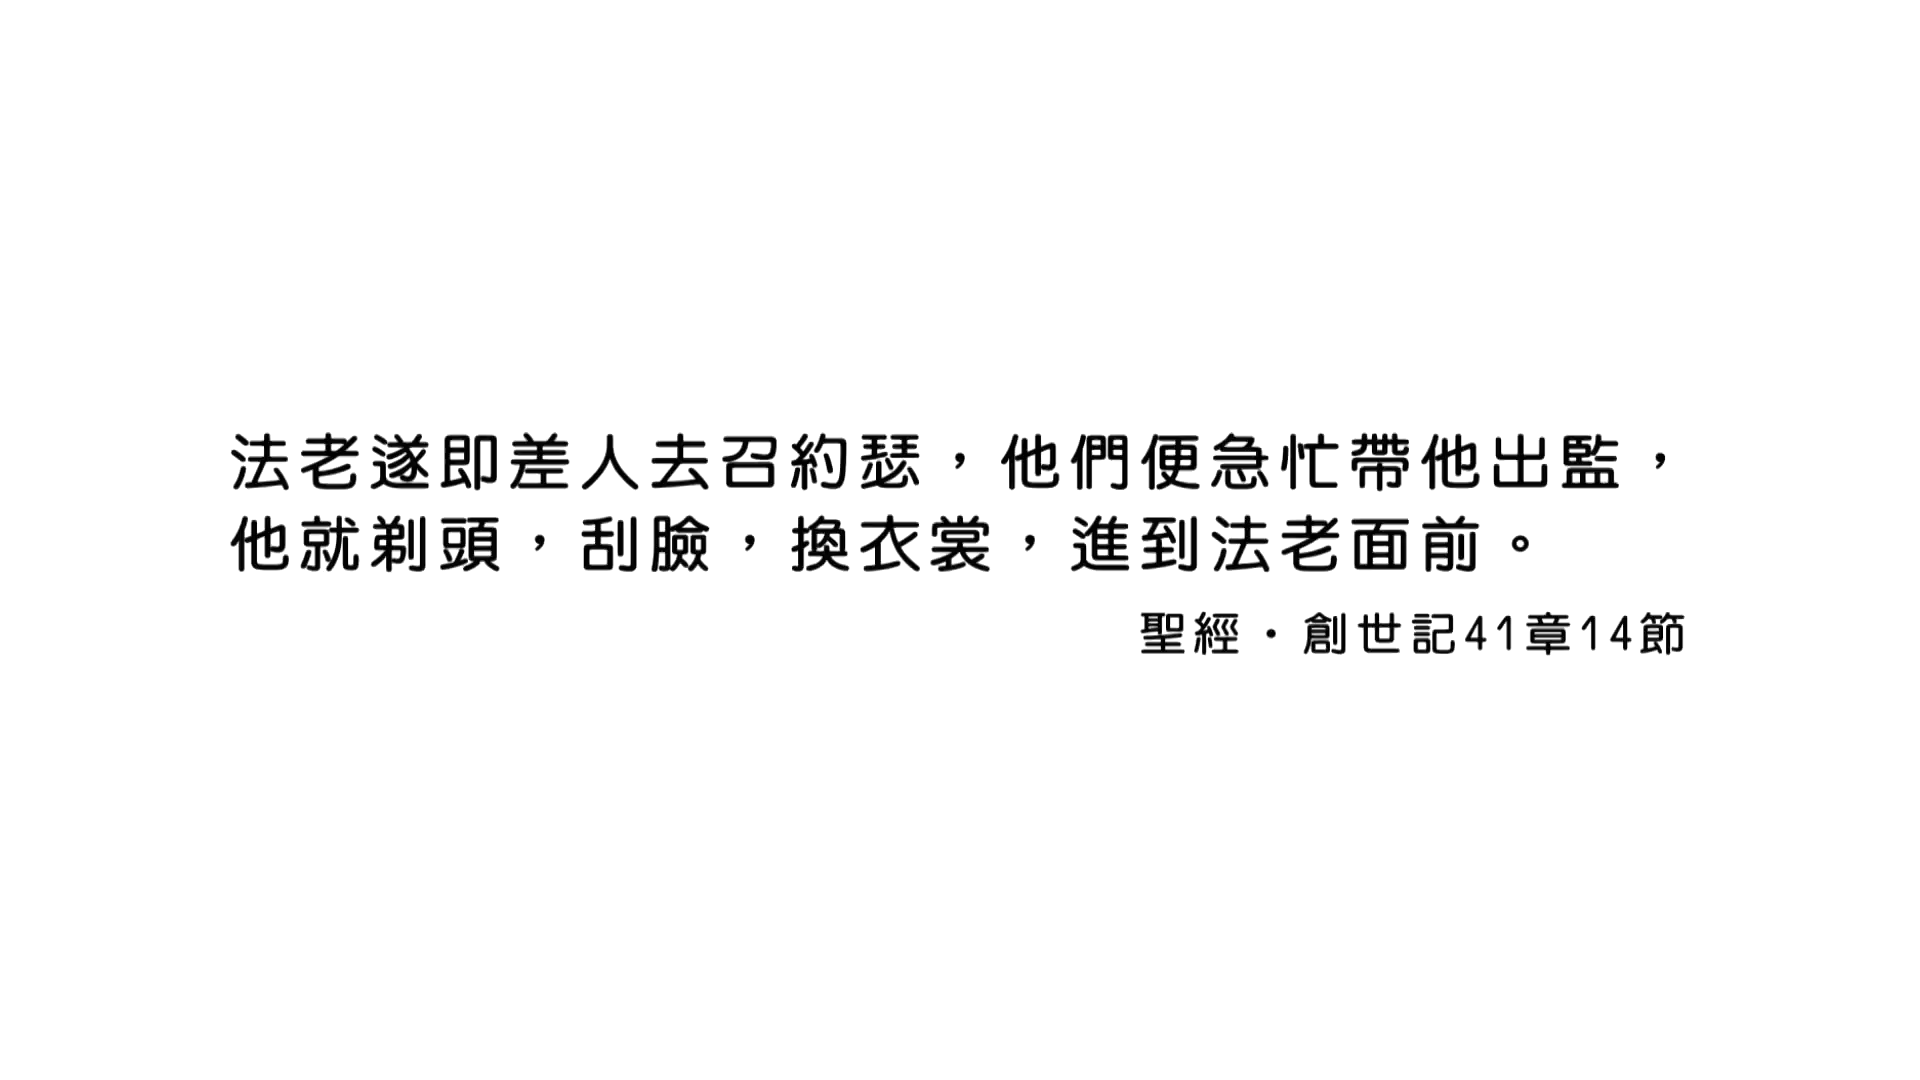 法老遂即差人去召約瑟，他們便急忙帶他出監，
他就剃頭，刮臉，換衣裳，進到法老面前。
聖經．創世記41章14節